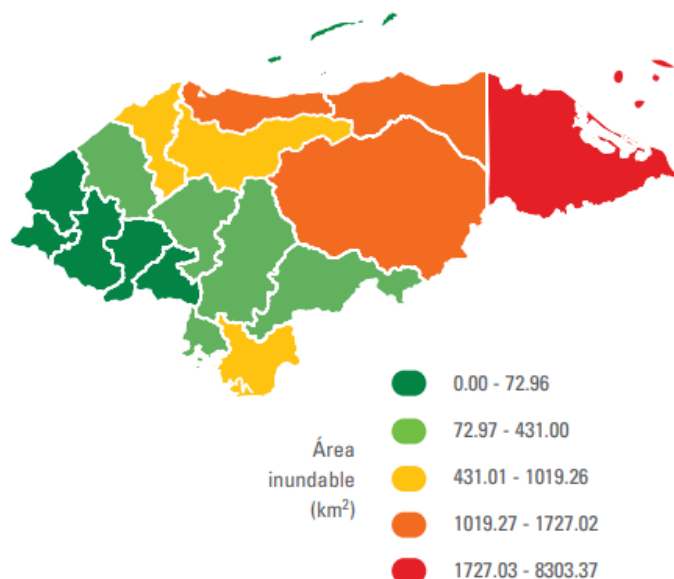 0.00 - 72.96
72.97 - 431.00
Área
inundable
(km²)
431.01 - 1019.26
1019.27 - 1727.02
1727.03 - 8303.37